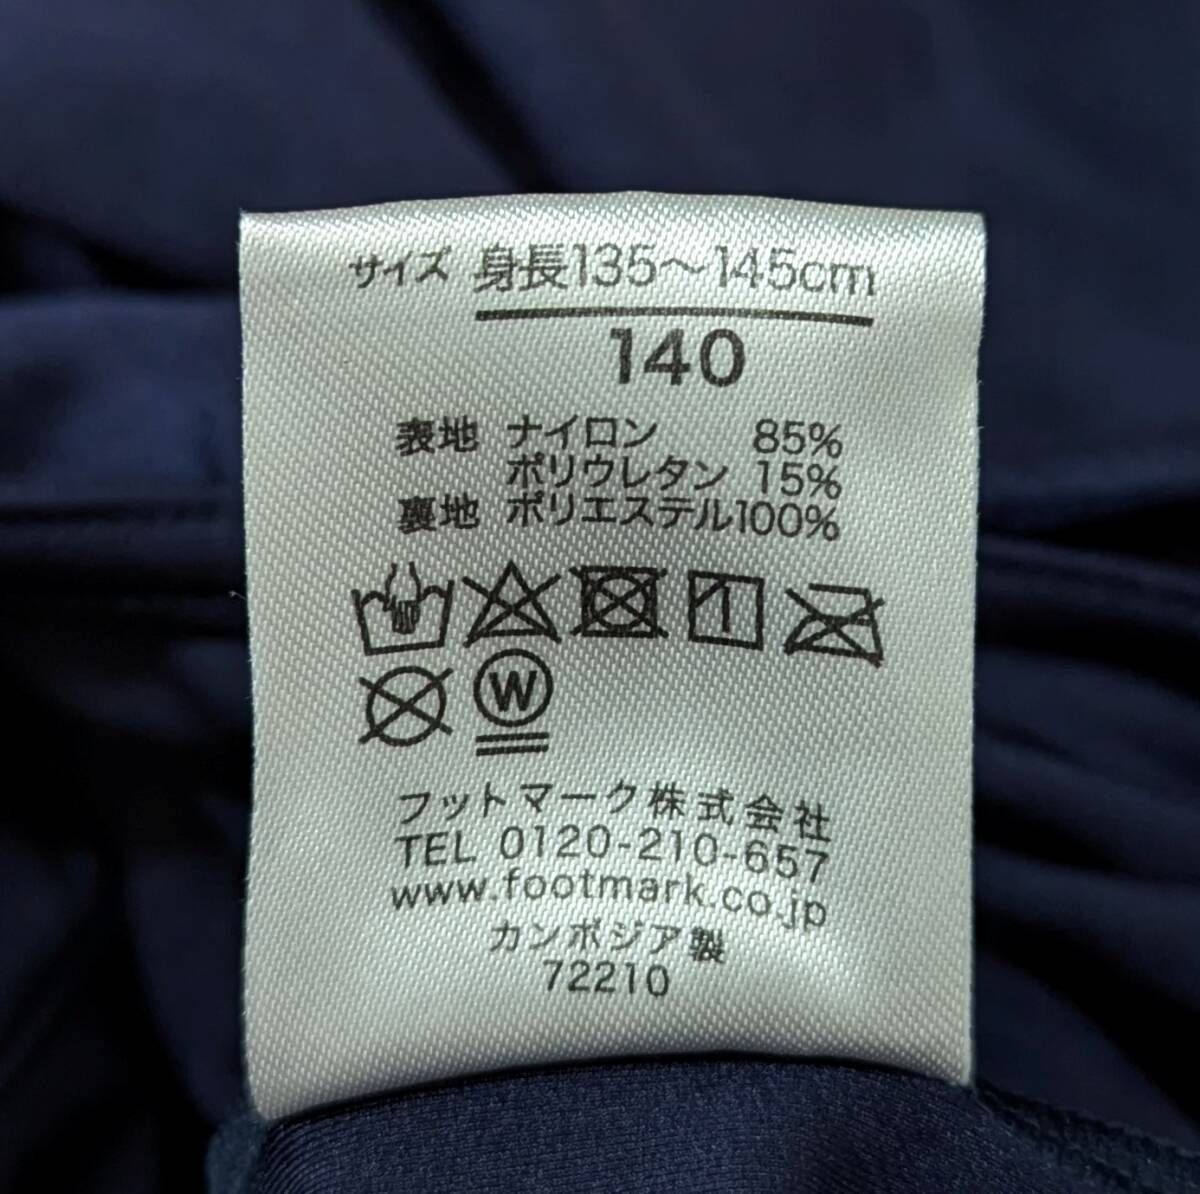 サイズ 身長135～145cm
140
表地 ナイロン 85%
ポリウレタン 15%
裏地 ポリエステル100%
W
フットマーク株式会社
TEL 0120-210-657
www.footmark.co.jp
カンボジア製
72210